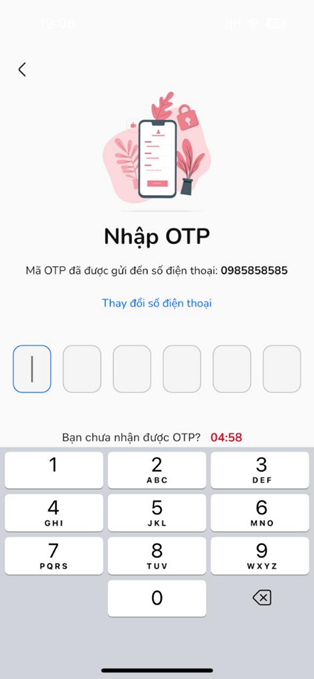 Nhập OTP
Mã OTP đã được gửi đến số điện thoại: 0985858585
Thay đổi số điện thoại
Bạn chưa nhận được OTP? 04:58
1 2 3
ABC DEF
4 5 6
GHI JKL MNO
7 8 9
PQRS TUV WXYZ
0